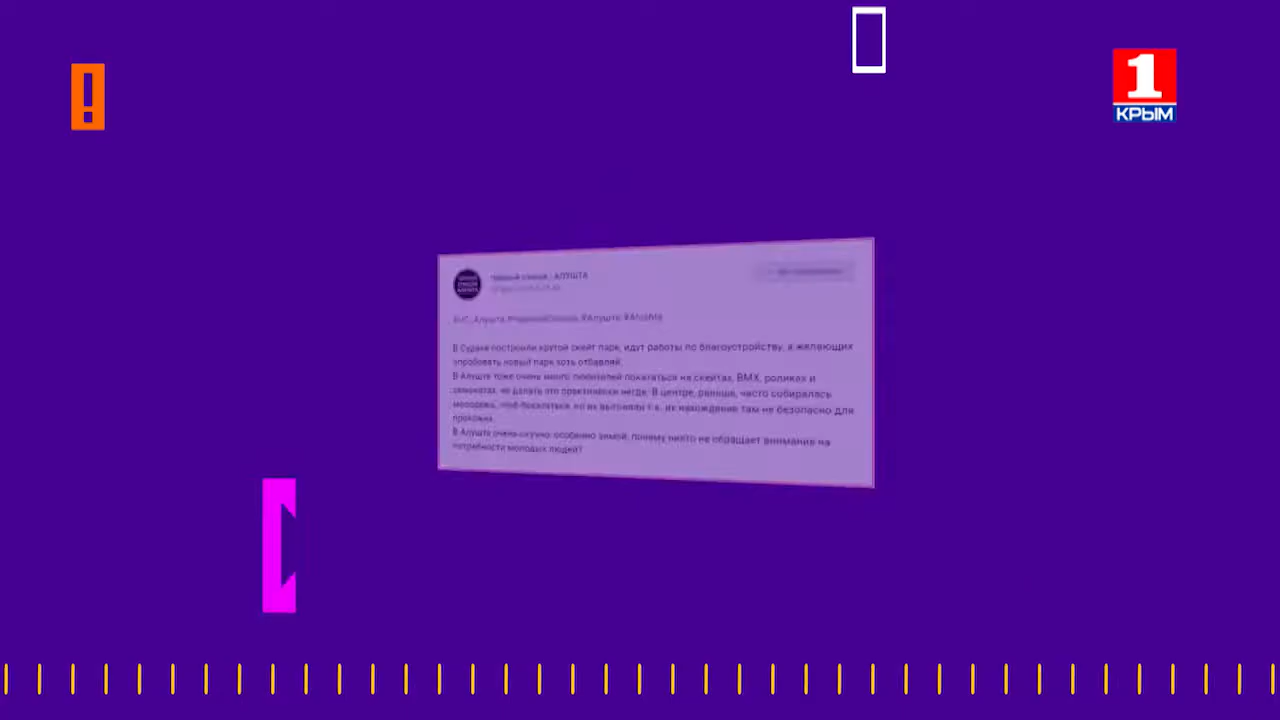 !
1
КРЫМ
АЛУШТА
#Алушта #Alushta
В Судаке построили крутой скейт парк, идут работы по благоустройству, а желающих
опробовать новый парк хоть отбавляй.
В Алуште тоже очень много любителей покататься на скейтах, BMX, роликах и
самокатах, но делать это практически негде. В центре, раньше, часто собиралась
молодежь, чтоб покататься, но их выгоняли т.к. их нахождение там не безопасно для
прохожих.
В Алуште очень скучно, особенно зимой, почему никто не обращает внимание на
потребности молодых людей?